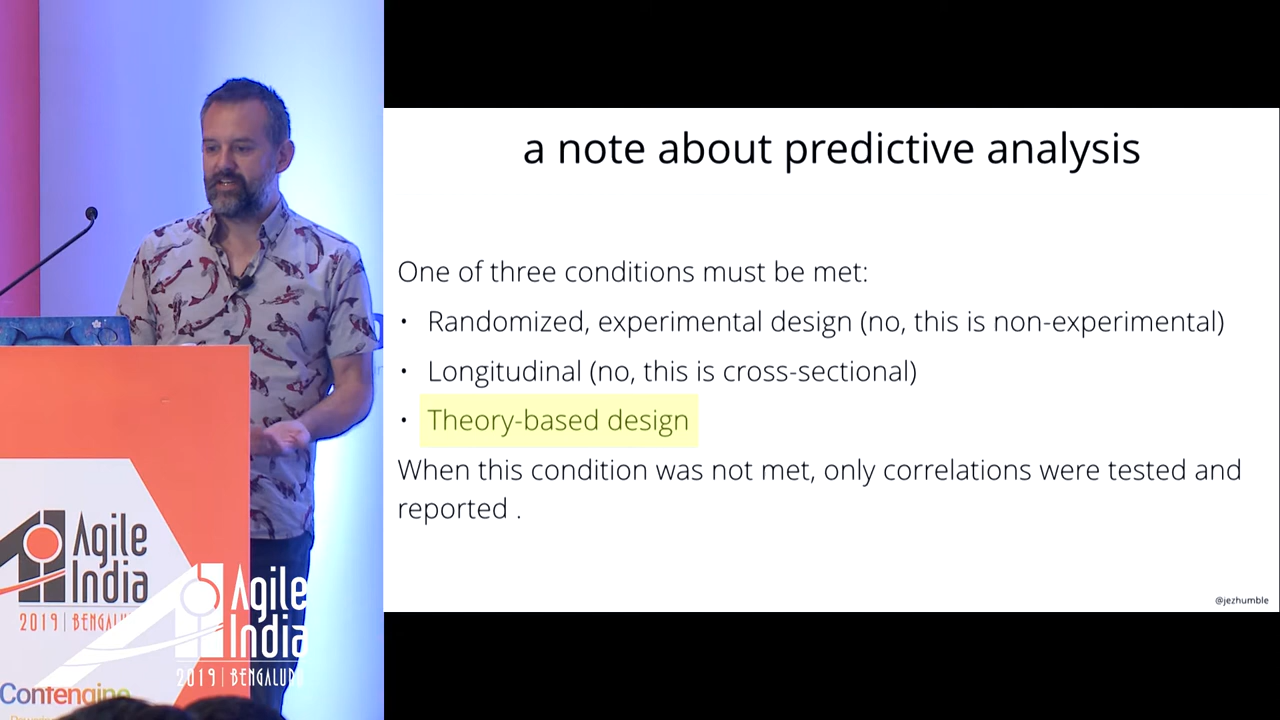 a note about predictive analysis
One of three conditions must be met:
• Randomized, experimental design (no, this is non-experimental)
• Longitudinal (no, this is cross-sectional)
• Theory-based design
When this condition was not met, only correlations were tested and
reported .
@jezhumble
Agile
India
2019 | BENGALU
Agile
India
2019 | BENGALURU
Contengine